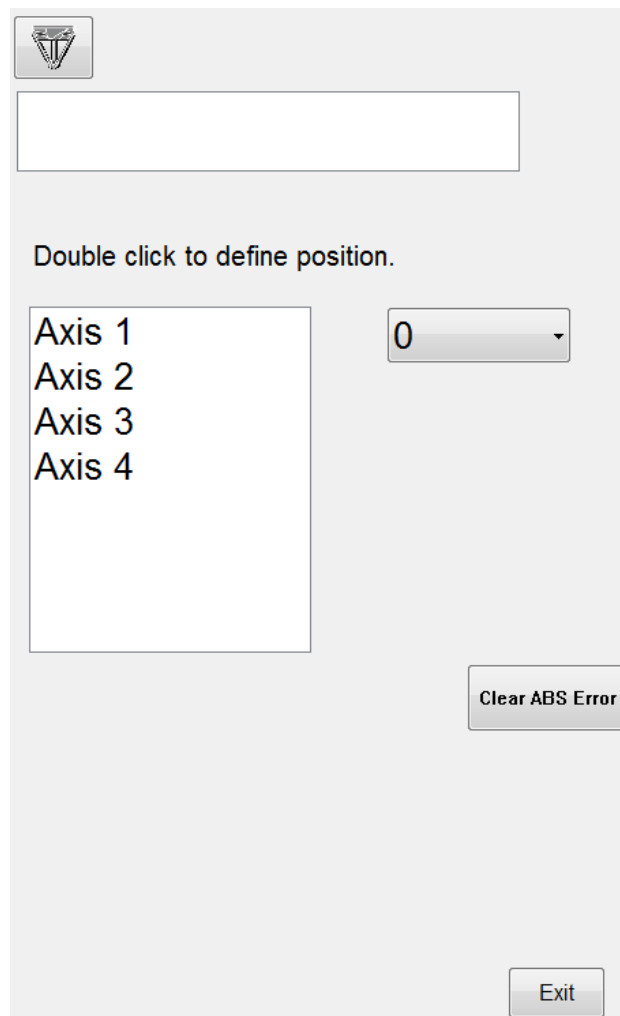 Double click to define position.
Axis 1
0
Axis 2
Axis 3
Axis 4
Clear ABS Error
Exit